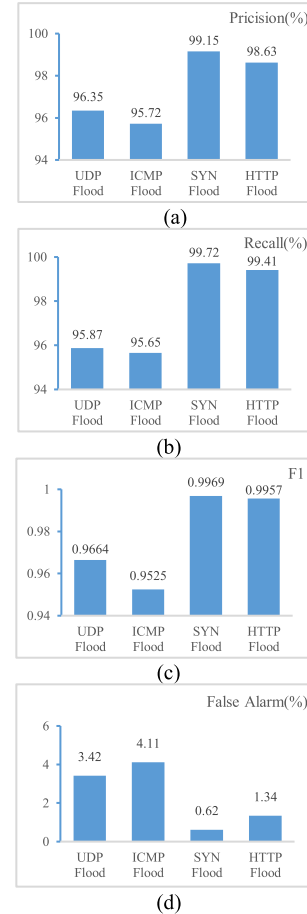 Pricision(%)
100
98
96
94
96.35
95.72
99.15
98.63
UDP Flood
ICMP Flood
SYN Flood
HTTP Flood
(a)
Recall(%)
100
98
96
94
95.87
95.65
99.72
99.41
UDP Flood
ICMP Flood
SYN Flood
HTTP Flood
(b)
F1
1
0.98
0.96
0.94
0.9664
0.9525
0.9969
0.9957
UDP Flood
ICMP Flood
SYN Flood
HTTP Flood
(c)
False Alarm(%)
6
4
2
0
3.42
4.11
0.62
1.34
UDP Flood
ICMP Flood
SYN Flood
HTTP Flood
(d)